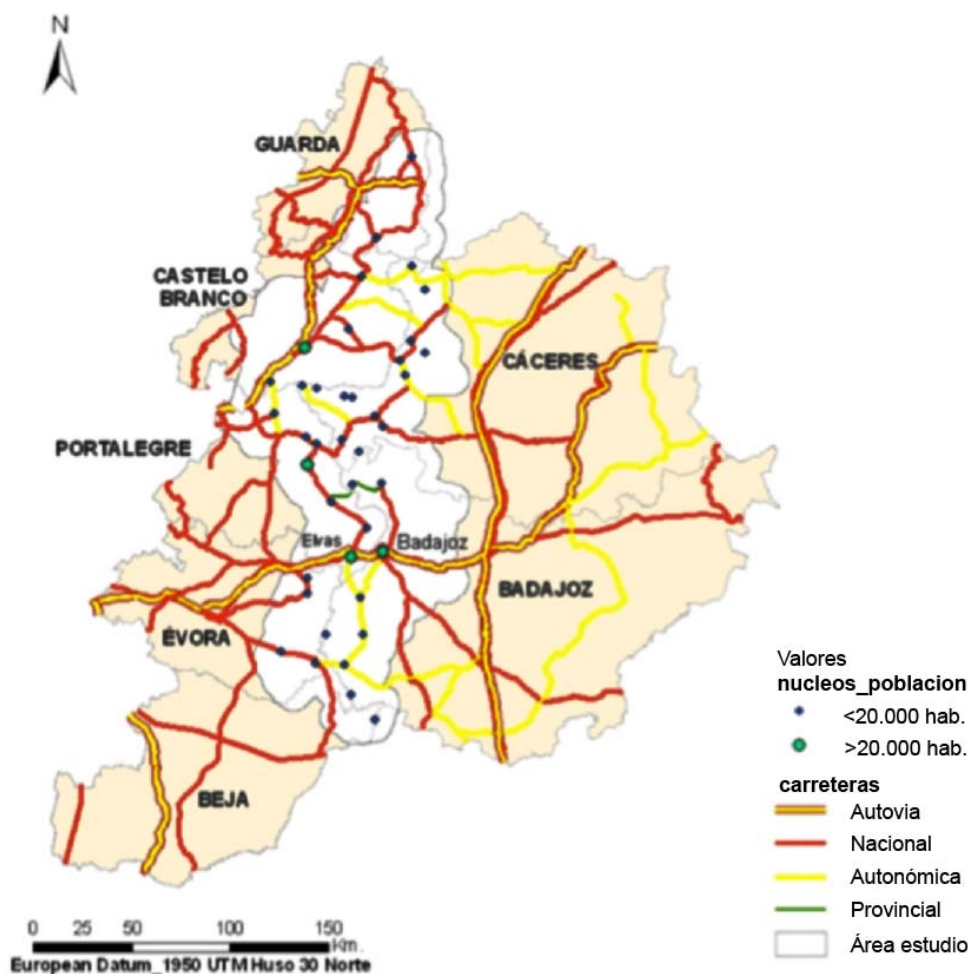 N
GUARDA
CASTELO
BRANCO
CÁCERES
PORTALEGRE
Elvas
Badajoz
BADAJOZ
ÉVORA
BEJA
Valores
nucleos_poblacion
<20.000 hab.
>20.000 hab.
carreteras
Autovia
Nacional
Autonómica
Provincial
Área estudio
0 25 50 100 150
Km.
European Datum_1950 UTM Huso 30 Norte